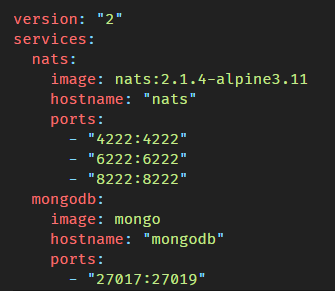 version: "2"
services:
  nats:
    image: nats:2.1.4-alpine3.11
    hostname: "nats"
    ports:
      - "4222:4222"
      - "6222:6222"
      - "8222:8222"
  mongodb:
    image: mongo
    hostname: "mongodb"
    ports:
      - "27017:27019"